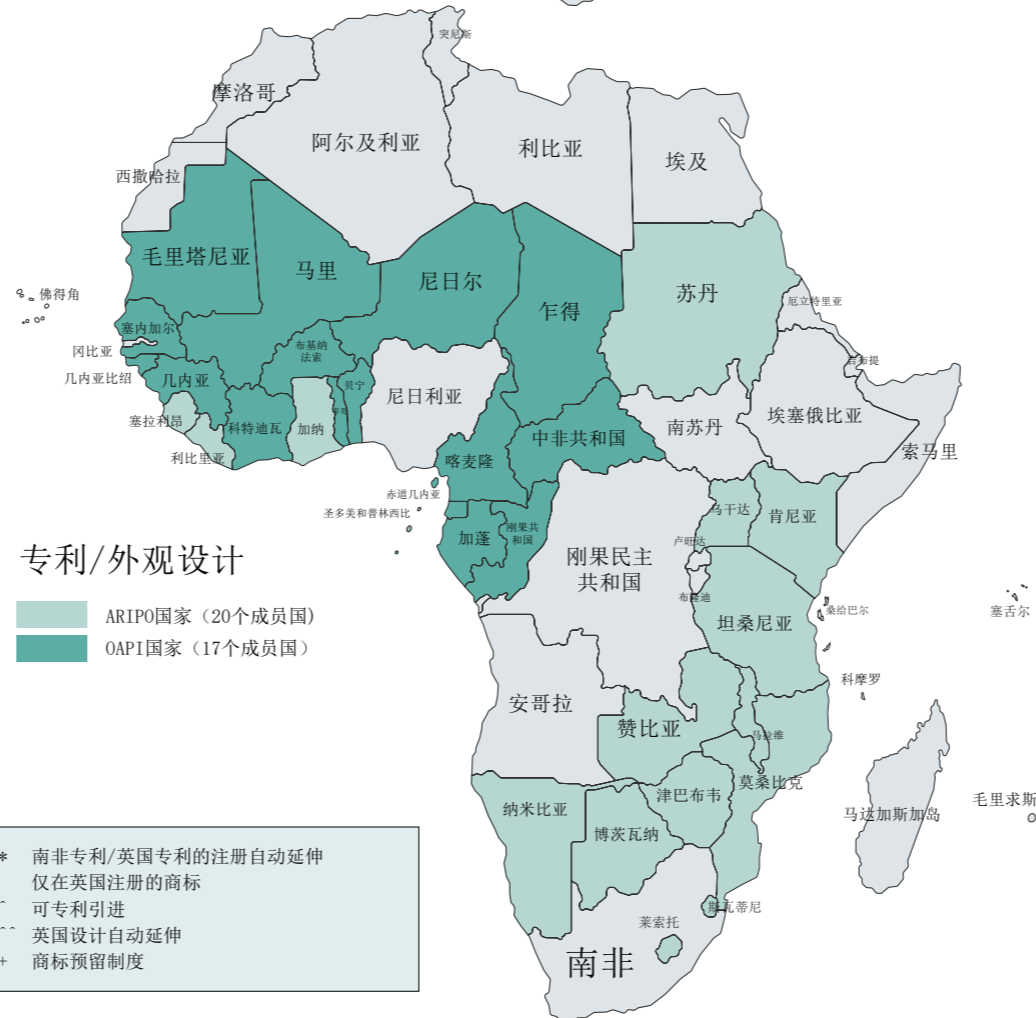 突尼斯
摩洛哥
阿尔及利亚
利比亚
埃及
西撒哈拉
毛里塔尼亚
马里
尼日尔
乍得
苏丹
厄立特里亚
佛得角
塞内加尔
冈比亚
几内亚比绍
几内亚
布基纳
法索
贝宁
吉布提
尼日利亚
埃塞俄比亚
塞拉利昂
科特迪瓦
加纳
南苏丹
中非共和国
索马里
利比里亚
喀麦隆
赤道几内亚
圣多美和普林西比
乌干达
肯尼亚
加蓬
刚果共
和国
卢旺达
刚果民主
共和国
布隆迪
桑给巴尔
塞舌尔
坦桑尼亚
专利/外观设计
ARIPO国家（20个成员国)
OAPI国家（17个成员国）
科摩罗
安哥拉
赞比亚
马拉维
莫桑比克
纳米比亚
津巴布韦
博茨瓦纳
马达加斯加岛
毛里求斯
斯瓦蒂尼
莱索托
南非
* 南非专利/英国专利的注册自动延伸
仅在英国注册的商标
^ 可专利引进
^^ 英国设计自动延伸
+ 商标预留制度